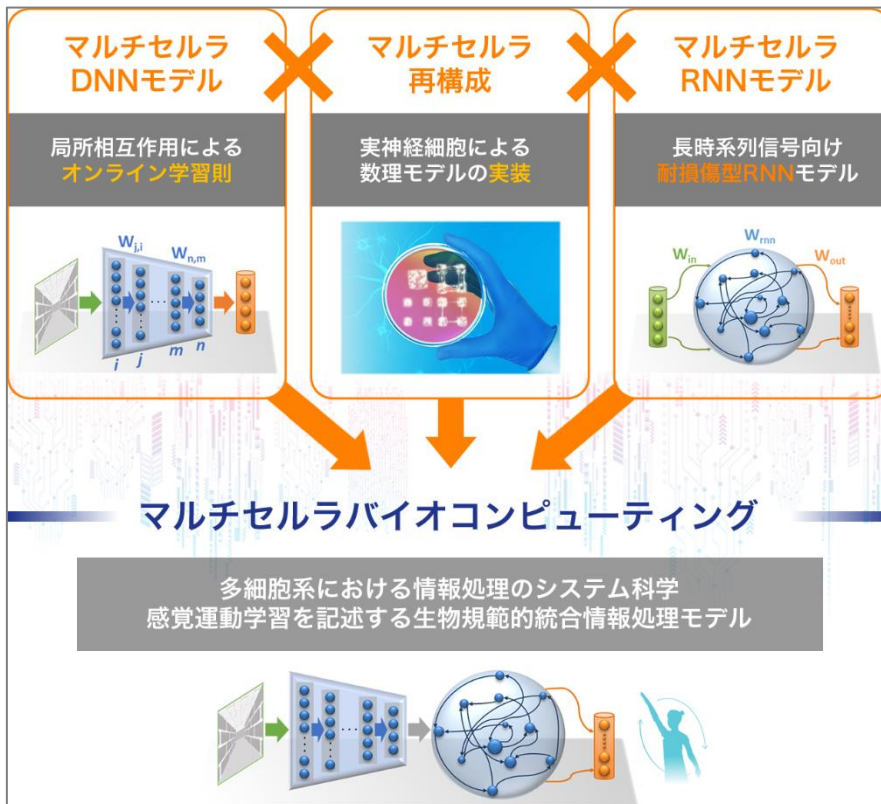 マルチセルラ
DNNモデル
マルチセルラ
再構成
マルチセルラ
RNNモデル
局所相互作用による
オンライン学習則
実神経細胞による
数理モデルの実装
長時系列信号向け
耐損傷型RNNモデル
Wj,i
Wn,m
i
j
m
n
Win
Wrnn
Wout
マルチセルラバイオコンピューティング
多細胞系における情報処理のシステム科学
感覚運動学習を記述する生物規範的統合情報処理モデル